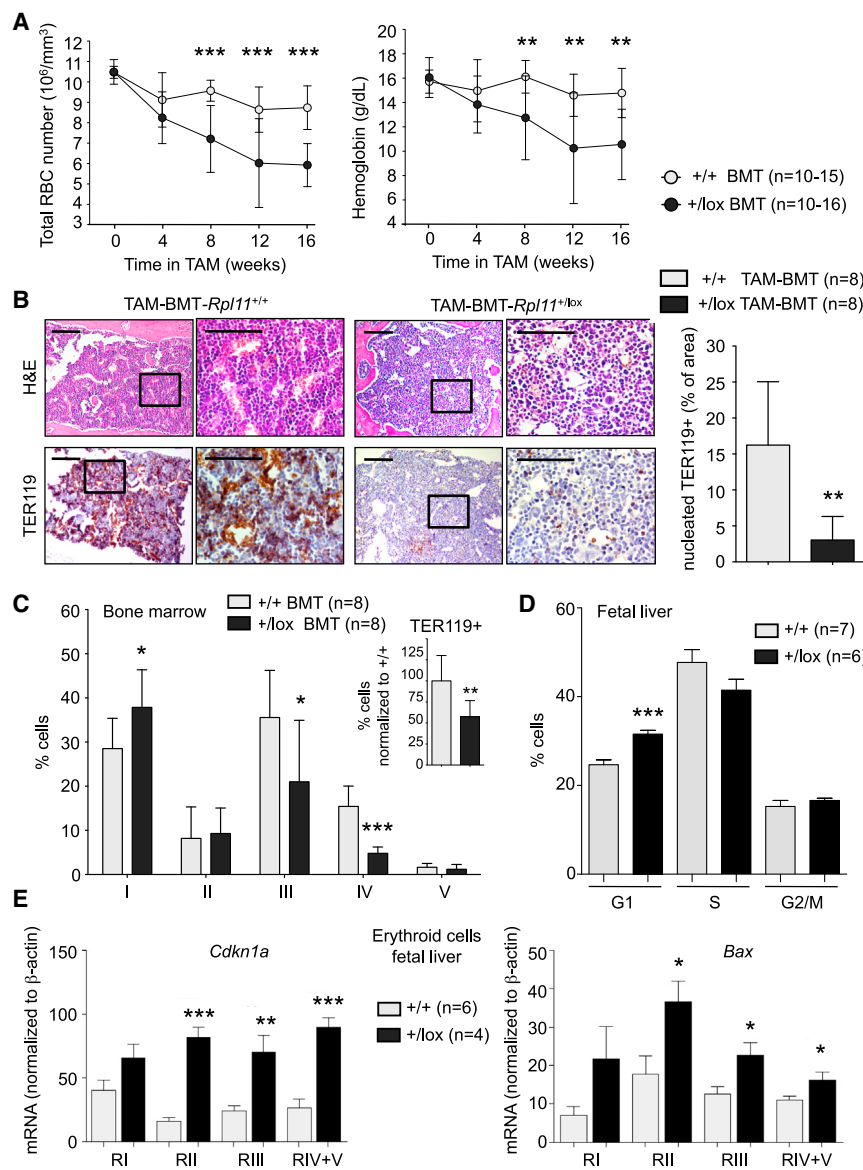 A
Total RBC number (10⁶/mm³)
11
10
9
8
7
6
5
4
3
*** *** ***
0 4 8 12 16
Time in TAM (weeks)
Hemoglobin (g/dL)
20
18
16
14
12
10
8
6
4
** ** **
0 4 8 12 16
Time in TAM (weeks)
+/+ BMT (n=10-15)
+/lox BMT (n=10-16)
B
TAM-BMT-Rpl11+/+
TAM-BMT-Rpl11+/lox
H&E
TER119
+/+ TAM-BMT (n=8)
+/lox TAM-BMT (n=8)
nucleated TER119+ (% of area)
30
25
20
15
10
5
0
**
C
Bone marrow
+/+ BMT (n=8)
+/lox BMT (n=8)
% cells
60
50
40
30
20
10
0
* * ***
I II III IV V
TER119+
% cells
normalized to +/+
150
125
100
75
50
25
0
**
D
Fetal liver
+/+ (n=7)
+/lox (n=6)
% cells
60
40
20
0
***
G1 S G2/M
E
Cdkn1a
mRNA (normalized to β-actin)
150
100
50
0
*** ** ***
RI RII RIII RIV+V
Erythroid cells
fetal liver
+/+ (n=6)
+/lox (n=4)
Bax
mRNA (normalized to β-actin)
50
40
30
20
10
0
* * *
RI RII RIII RIV+V